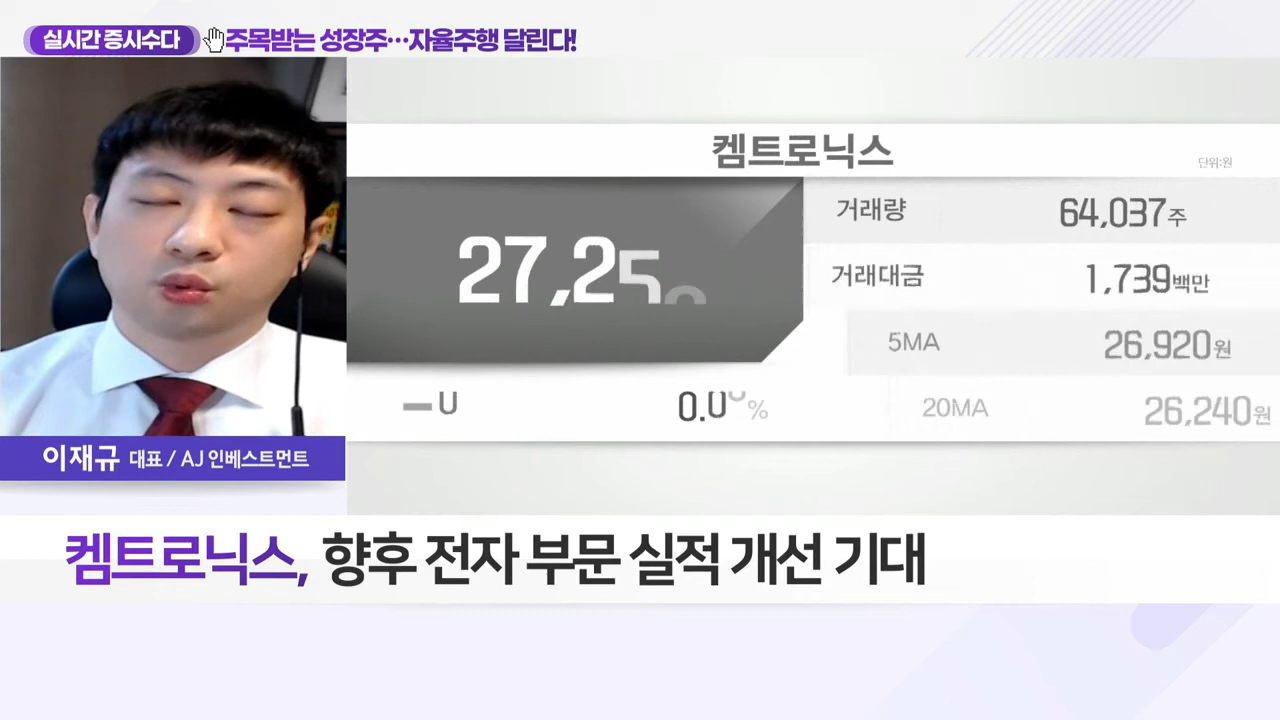 실시간 증시수다 주목받는 성장주…자율주행 달린다!
켐트로닉스
단위:원
27,25
거래량 64,037주
거래대금 1,739백만
5MA 26,920원
20MA 26,240원
0.0 %
이재규 대표 / AJ 인베스트먼트
켐트로닉스, 향후 전자 부문 실적 개선 기대